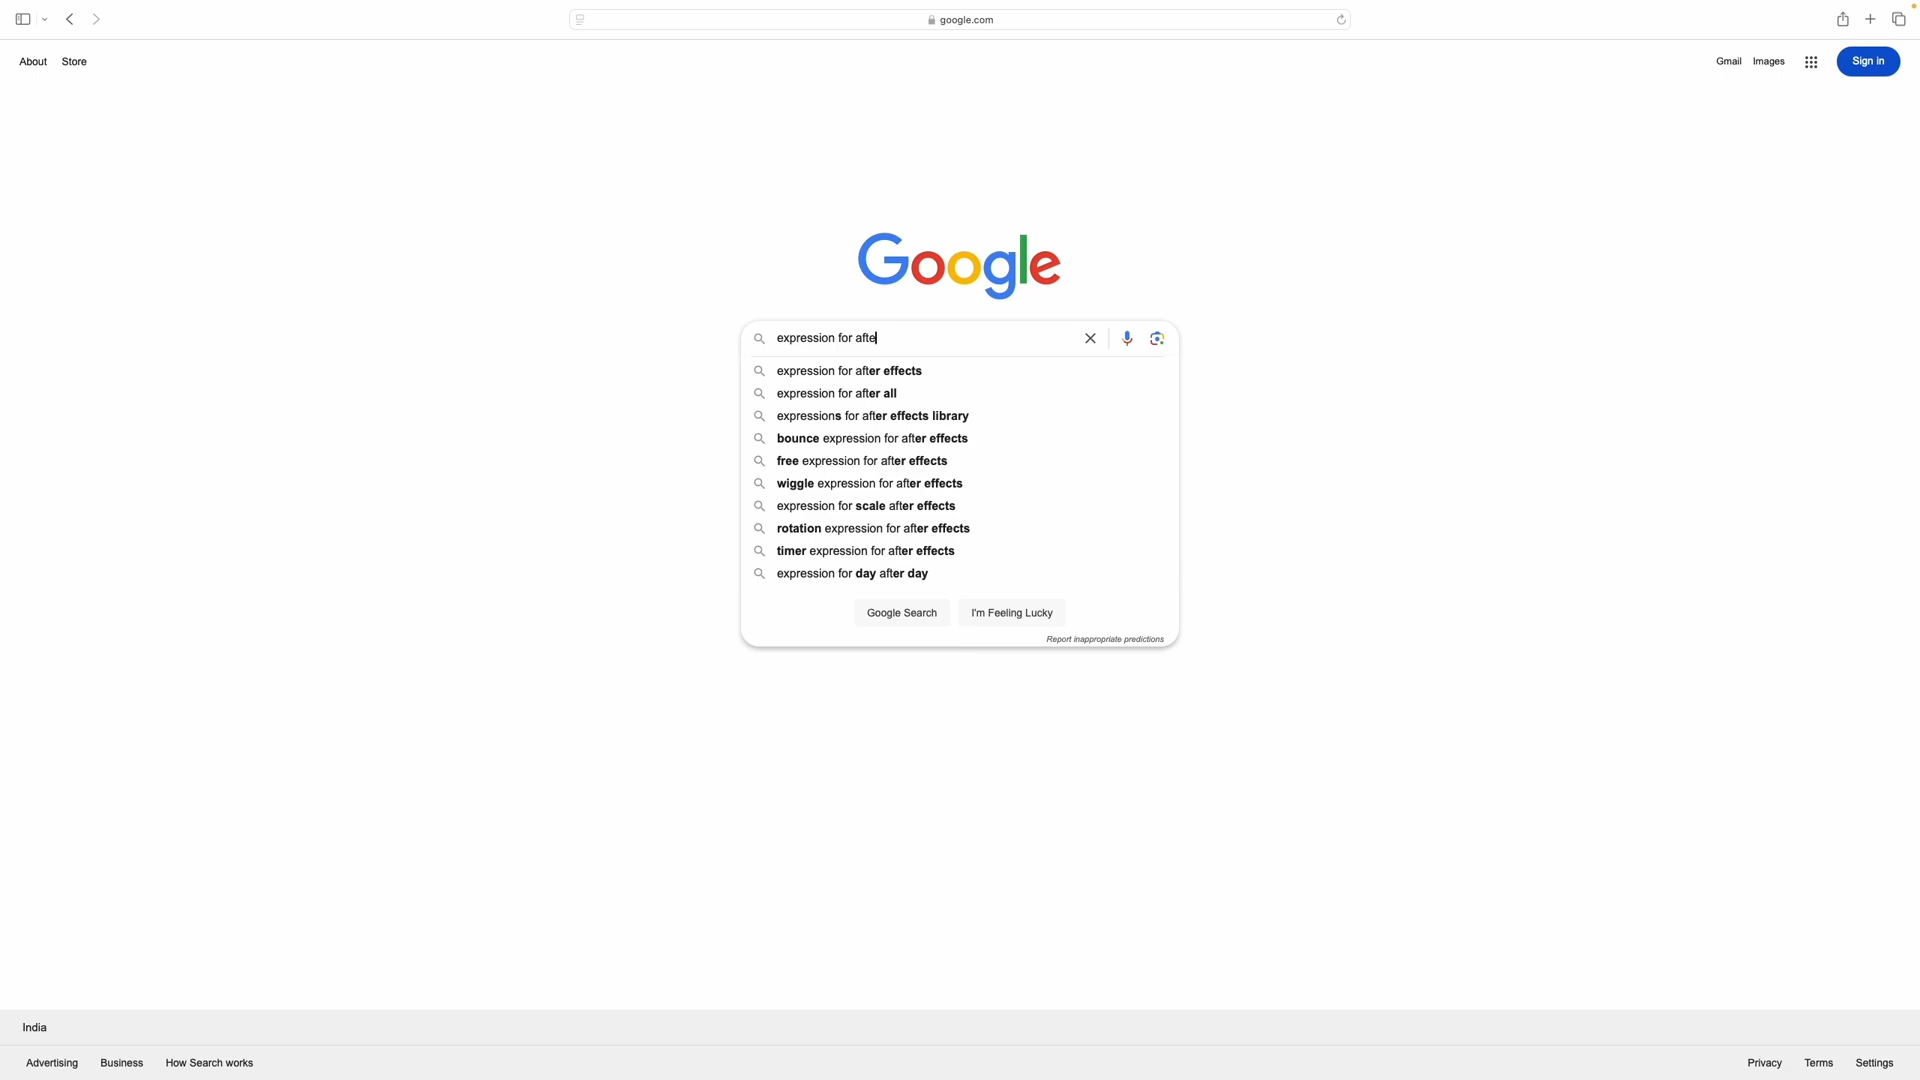 google.com
About Store Gmail Images Sign in
Google
expression for afte
expression for after effects
expression for after all
expressions for after effects library
bounce expression for after effects
free expression for after effects
wiggle expression for after effects
expression for scale after effects
rotation expression for after effects
timer expression for after effects
expression for day after day
Google Search I'm Feeling Lucky
Report inappropriate predictions
India
Advertising Business How Search works Privacy Terms Settings